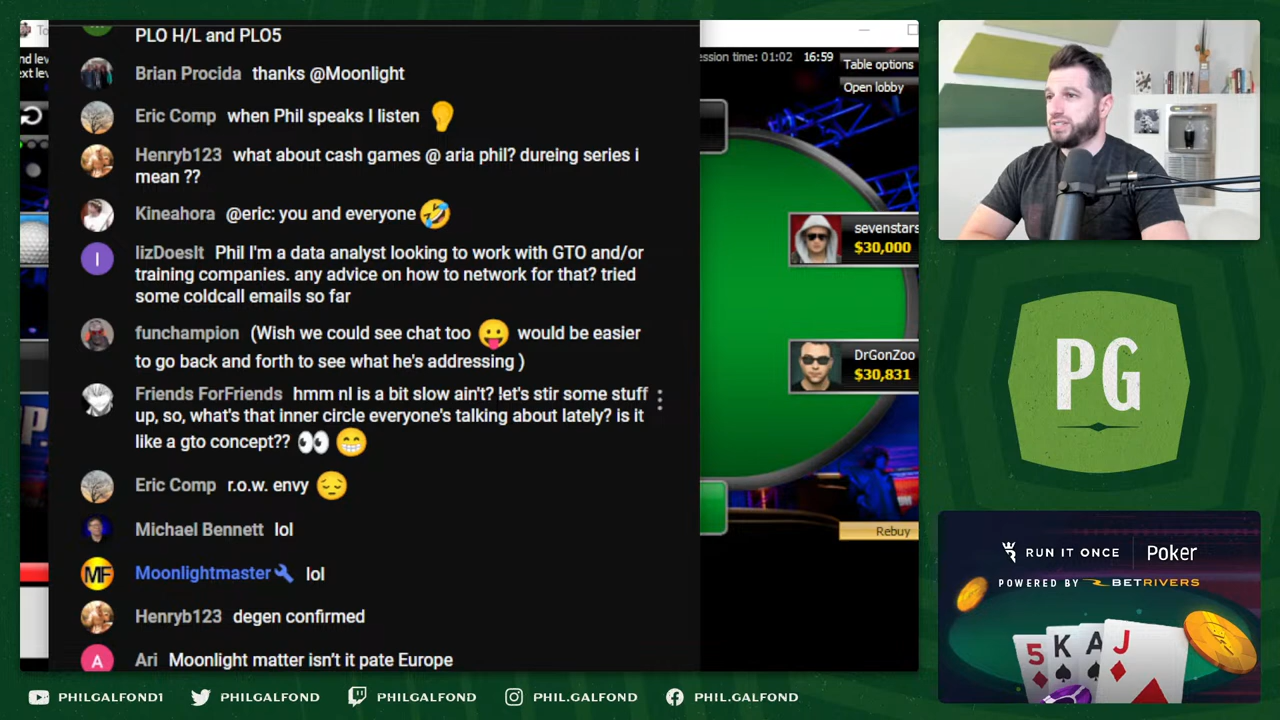 PLO H/L and PLO5
Brian Procida thanks @Moonlight
Eric Comp when Phil speaks I listen 👂
Henryb123 what about cash games @ aria phil? dureing series i
mean ??
Kineahora @eric: you and everyone 🤣
lizDoesIt Phil I'm a data analyst looking to work with GTO and/or
training companies. any advice on how to network for that? tried
some coldcall emails so far
funchampion (Wish we could see chat too 😛 would be easier
to go back and forth to see what he's addressing )
Friends ForFriends hmm nl is a bit slow ain't? let's stir some stuff
up, so, what's that inner circle everyone's talking about lately? is it
like a gto concept?? 👀 😁
Eric Comp r.o.w. envy 😔
Michael Bennett lol
Moonlightmaster lol
Henryb123 degen confirmed
Ari Moonlight matter isn't it pate Europe
I
MF
A
ession time: 01:02 16:59
Table options
Open lobby
sevenstars
$30,000
DrGonZoo
$30,831
Rebuy
PG
RUN IT ONCE Poker
POWERED BY BETRIVERS
5 K A J
PHILGALFOND1 PHILGALFOND PHILGALFOND PHIL.GALFOND PHIL.GALFOND